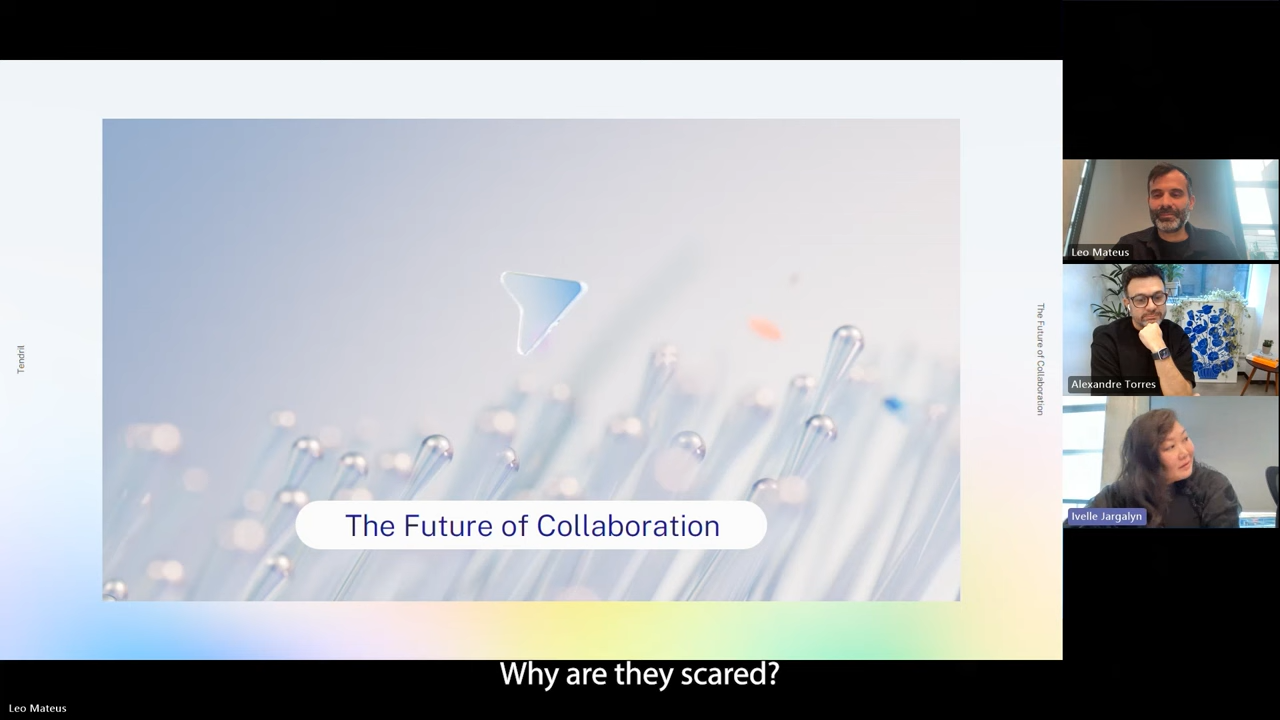 Tendril
The Future of Collaboration
The Future of Collaboration
Leo Mateus
Alexandre Torres
Ivelle Jargalyn
Why are they scared?
Leo Mateus